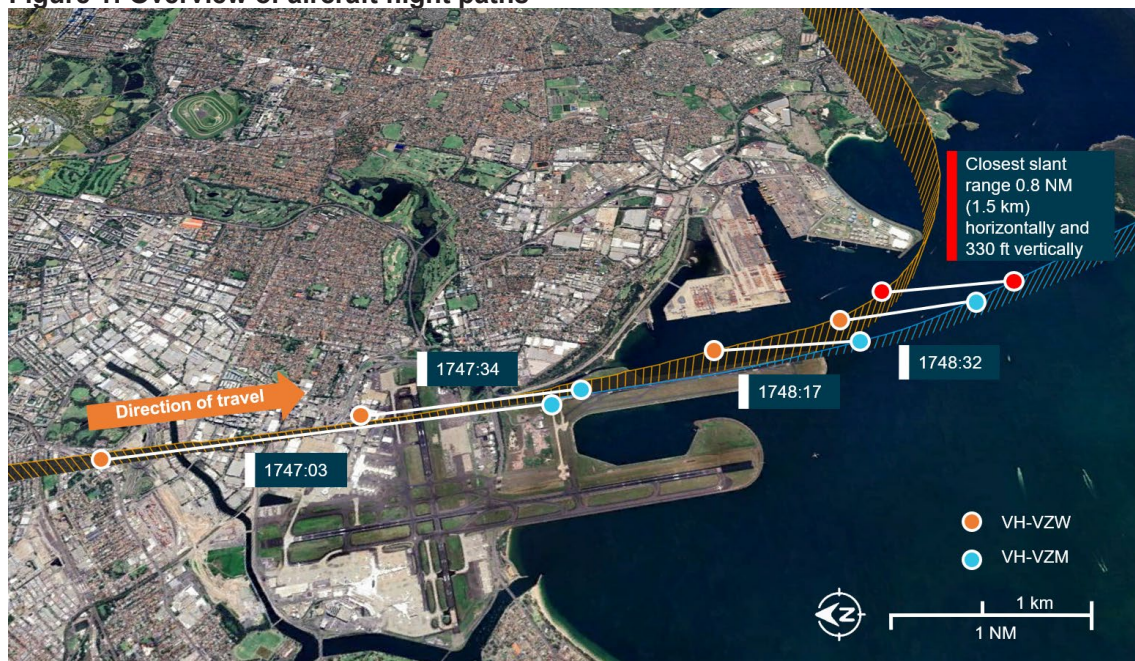 Figure 1: Overview of aircraft flight paths
Closest slant
range 0.8 NM
(1.5 km)
horizontally and
330 ft vertically
1747:34
1748:32
1748:17
Direction of travel
1747:03
VH-VZW
VH-VZM
Z
1 km
1 NM